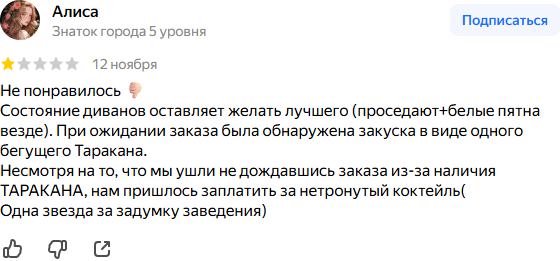 Алиса
Знаток города 5 уровня
Подписаться
12 ноября
Не понравилось 👎🏻
Состояние диванов оставляет желать лучшего (проседают+белые пятна
везде). При ожидании заказа была обнаружена закуска в виде одного
бегущего Таракана.
Несмотря на то, что мы ушли не дождавшись заказа из-за наличия
ТАРАКАНА, нам пришлось заплатить за нетронутый коктейль(
Одна звезда за задумку заведения)